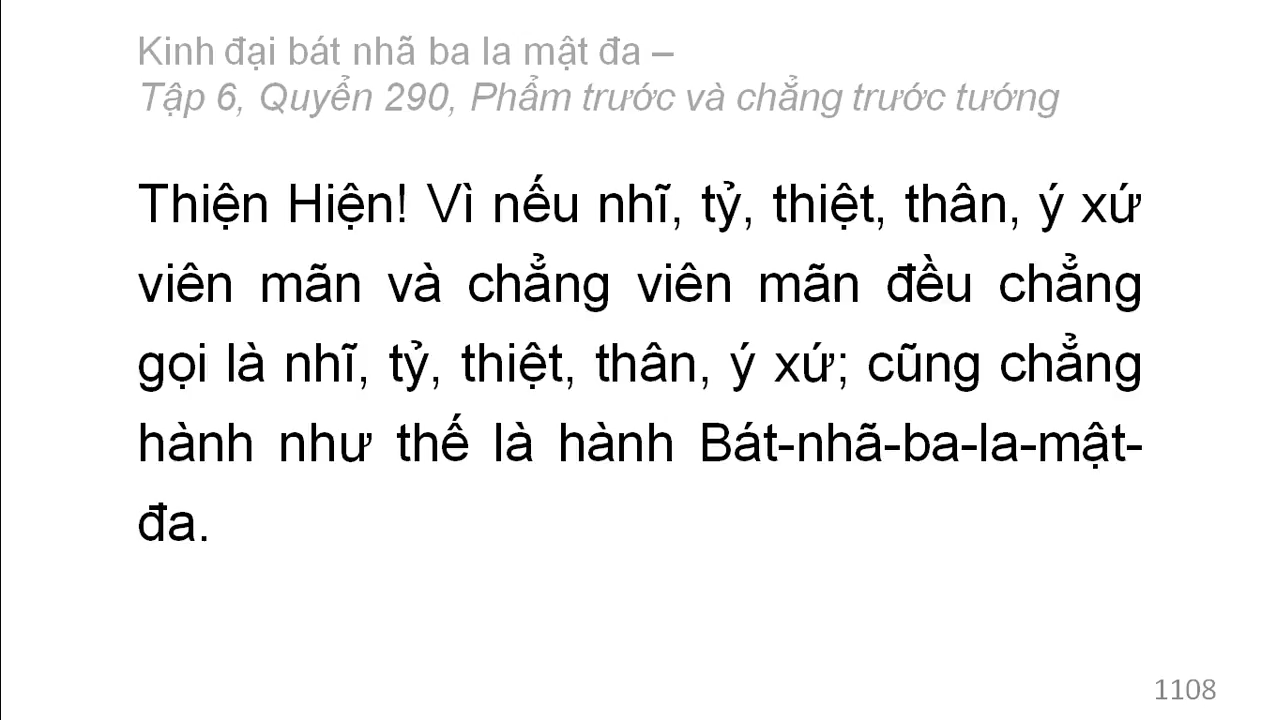 Kinh đại bát nhã ba la mật đa –
Tập 6, Quyển 290, Phẩm trước và chẳng trước tướng
Thiện Hiện! Vì nếu nhĩ, tỷ, thiệt, thân, ý xứ
viên mãn và chẳng viên mãn đều chẳng
gọi là nhĩ, tỷ, thiệt, thân, ý xứ; cũng chẳng
hành như thế là hành Bát-nhã-ba-la-mật-
đa.
1108